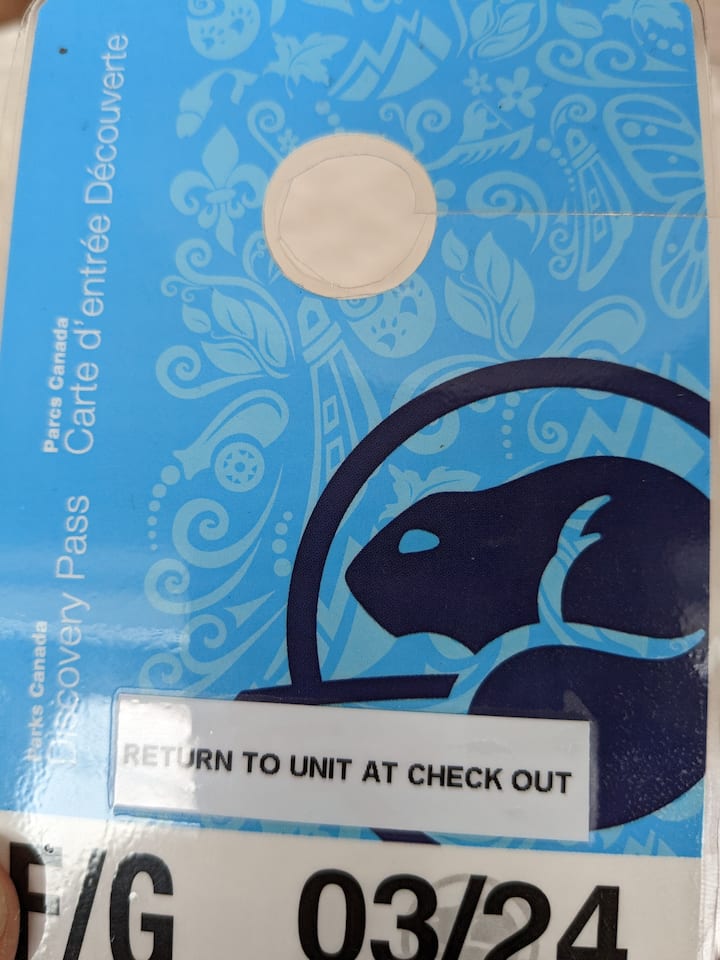 Parks Canada
Discovery Pass
Parcs Canada
Carte d'entrée Découverte
RETURN TO UNIT AT CHECK OUT
F/G 03/24